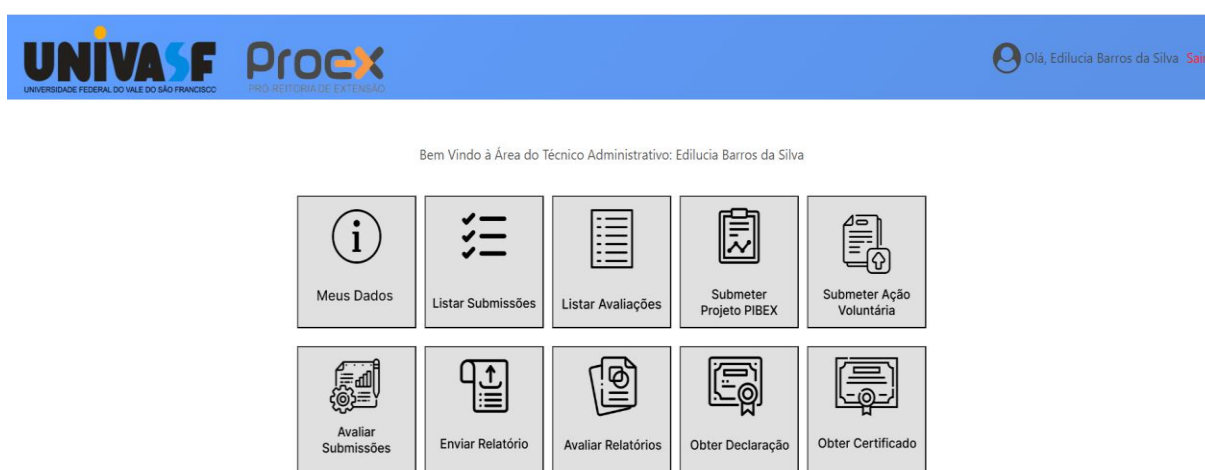 UNIVASF
UNIVERSIDADE FEDERAL DO VALE DO SÃO FRANCISCO
Proex
PRÓ-REITORIA DE EXTENSÃO
Olá, Edilucia Barros da Silva Sair
Bem Vindo à Área do Técnico Administrativo: Edilucia Barros da Silva
Meus Dados
Listar Submissões
Listar Avaliações
Submeter
Projeto PIBEX
Submeter Ação
Voluntária
Avaliar
Submissões
Enviar Relatório
Avaliar Relatórios
Obter Declaração
Obter Certificado